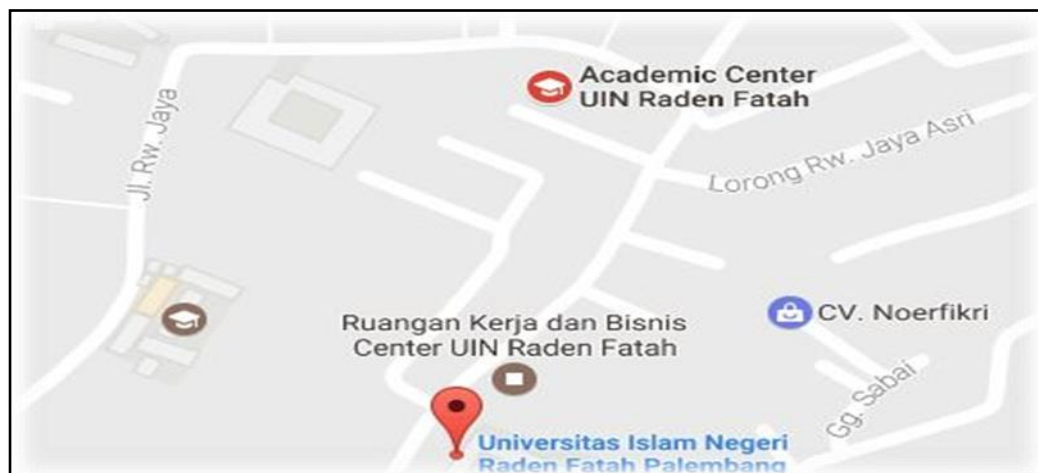 Academic Center
UIN Raden Fatah
Jl. Rw. Jaya
Lorong Rw. Jaya Asri
CV. Noerfikri
Ruangan Kerja dan Bisnis
Center UIN Raden Fatah
Gg. Sabai
Universitas Islam Negeri
Raden Fatah Palembang